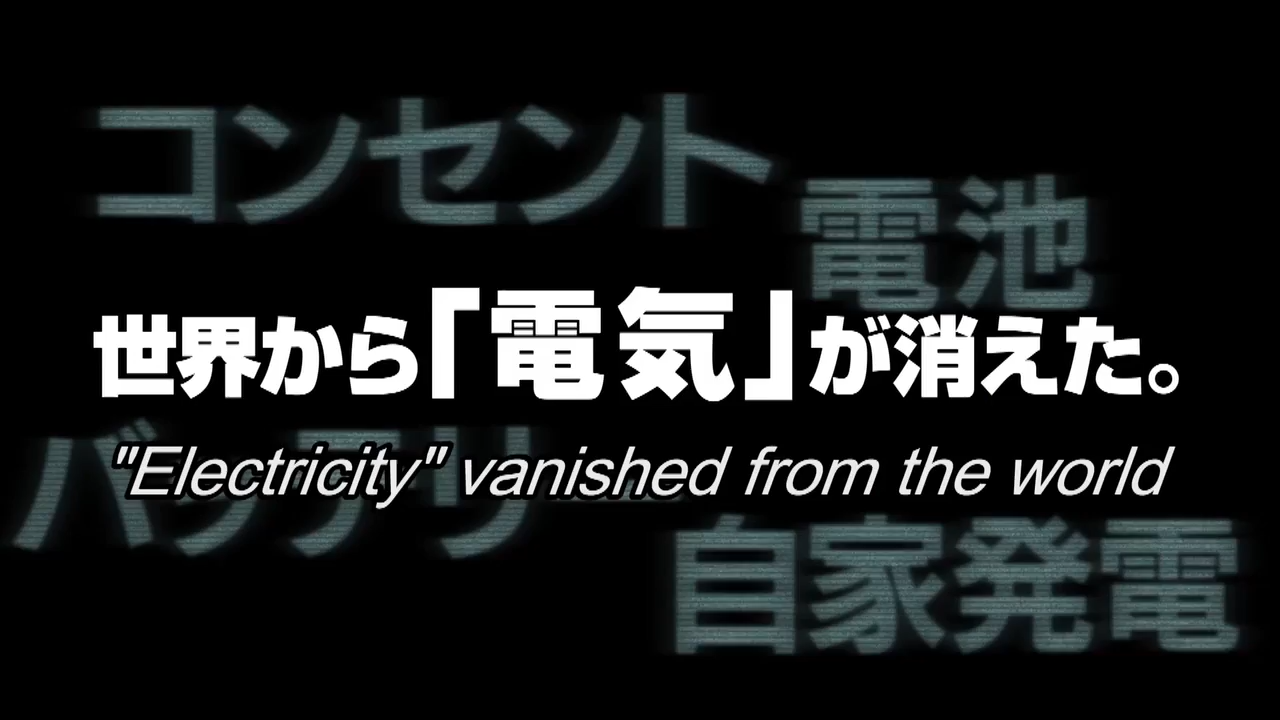 コンセント
電池
世界から「電気」が消えた。
バッテリー
"Electricity" vanished from the world
自家発電